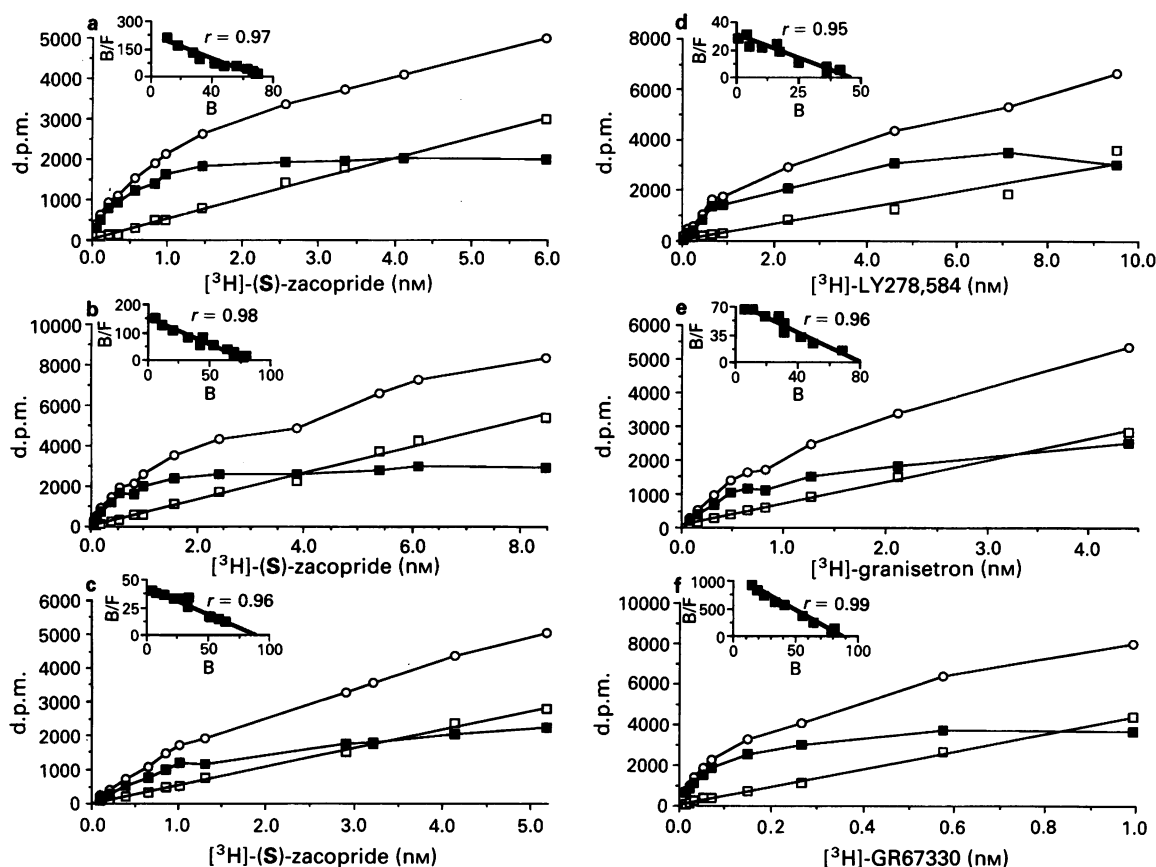 a
300
150
0
B/F
r = 0.97
0 40 80
B
5000
4000
3000
2000
1000
0
d.p.m.
0.0 1.0 2.0 3.0 4.0 5.0 6.0
[³H]-(S)-zacopride (nM)
b
200
100
0
B/F
r = 0.98
0 50 100
B
10000
8000
6000
4000
2000
0
d.p.m.
0.0 2.0 4.0 6.0 8.0
[³H]-(S)-zacopride (nM)
c
50
25
0
B/F
r = 0.96
0 50 100
B
6000
5000
4000
3000
2000
1000
0
d.p.m.
0.0 1.0 2.0 3.0 4.0 5.0
[³H]-(S)-zacopride (nM)
d
40
20
0
B/F
r = 0.95
0 25 50
B
8000
6000
4000
2000
0
d.p.m.
0.0 2.0 4.0 6.0 8.0 10.0
[³H]-LY278,584 (nM)
e
70
35
0
B/F
r = 0.96
0 40 80
B
6000
5000
4000
3000
2000
1000
0
d.p.m.
0.0 1.0 2.0 3.0 4.0
[³H]-granisetron (nM)
f
1000
500
0
B/F
r = 0.99
0 50 100
B
10000
8000
6000
4000
2000
0
d.p.m.
0.0 0.2 0.4 0.6 0.8 1.0
[³H]-GR67330 (nM)